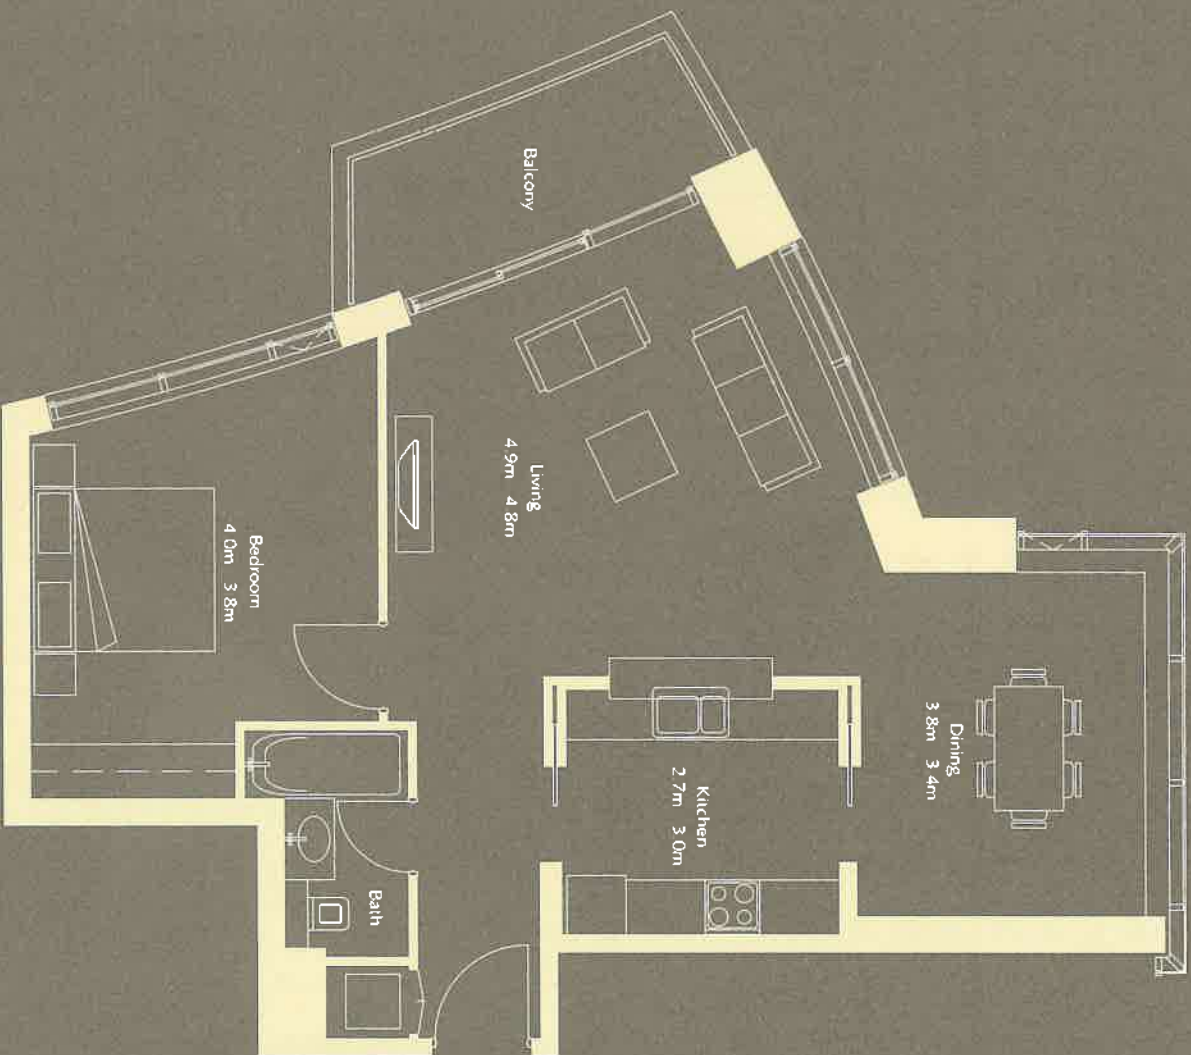 Balcony
Living
4.9m 4.8m
Bedroom
4.0m 3.8m
Dining
3.8m 3.4m
Kitchen
2.7m 3.0m
Bath